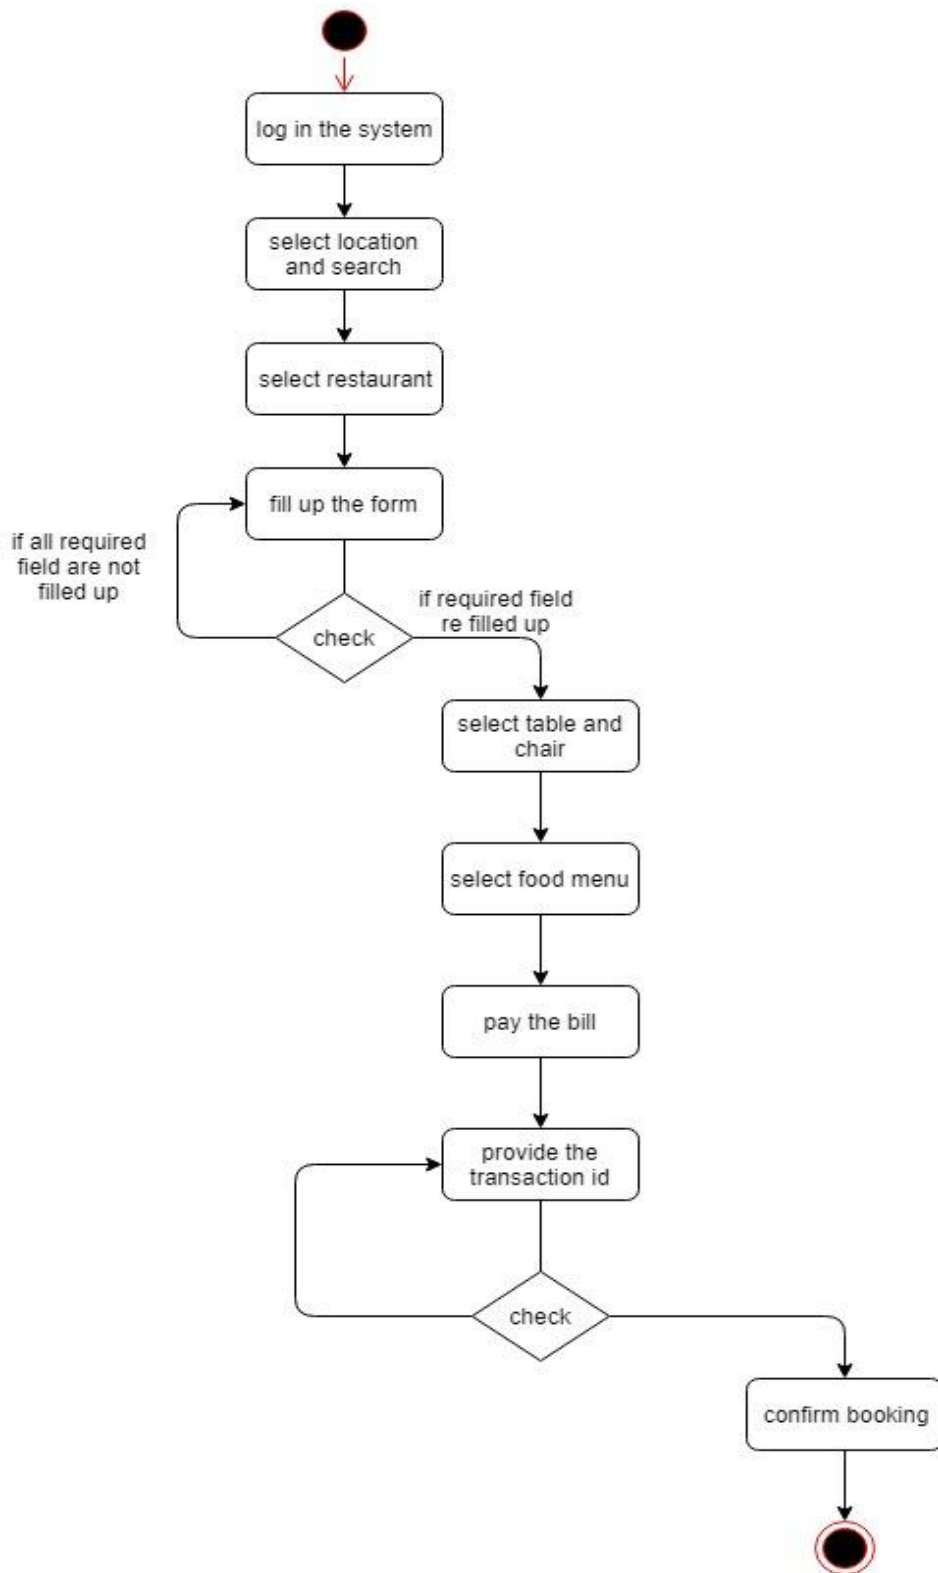 log in the system
select location
and search
select restaurant
fill up the form
if all required
field are not
filled up
check
if required field
re filled up
select table and
chair
select food menu
pay the bill
provide the
transaction id
check
confirm booking